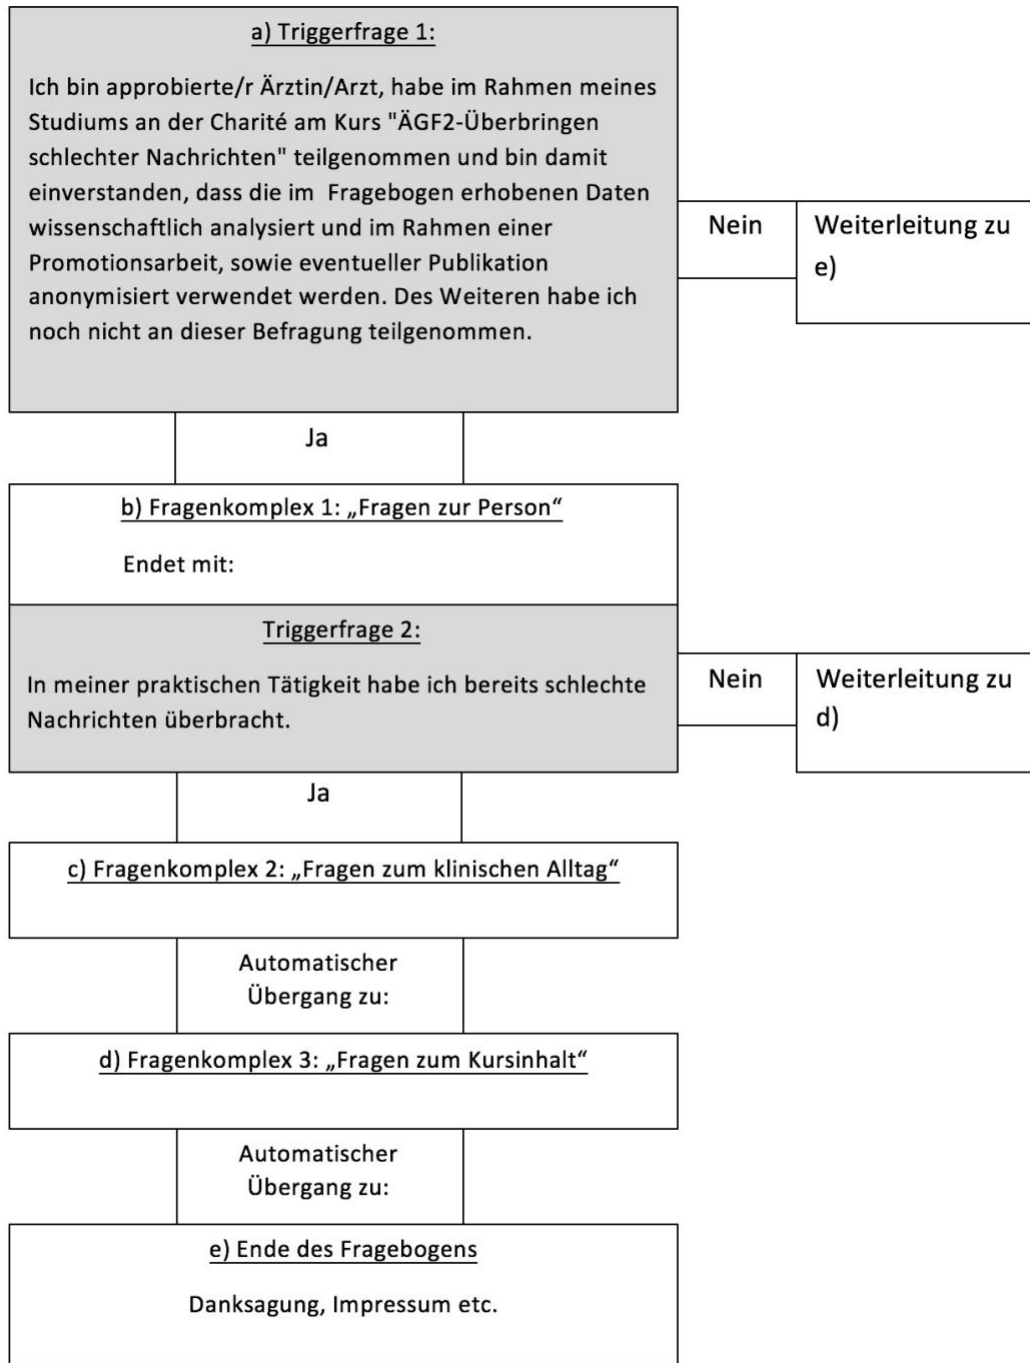 a) Triggerfrage 1:
Ich bin approbierte/r Ärztin/Arzt, habe im Rahmen meines
Studiums an der Charité am Kurs "ÄGF2-Überbringen
schlechter Nachrichten" teilgenommen und bin damit
einverstanden, dass die im Fragebogen erhobenen Daten
wissenschaftlich analysiert und im Rahmen einer
Promotionsarbeit, sowie eventueller Publikation
anonymisiert verwendet werden. Des Weiteren habe ich
noch nicht an dieser Befragung teilgenommen.
Nein
Weiterleitung zu
e)
Ja
b) Fragenkomplex 1: „Fragen zur Person“
Endet mit:
Triggerfrage 2:
In meiner praktischen Tätigkeit habe ich bereits schlechte
Nachrichten überbracht.
Nein
Weiterleitung zu
d)
Ja
c) Fragenkomplex 2: „Fragen zum klinischen Alltag“
Automatischer
Übergang zu:
d) Fragenkomplex 3: „Fragen zum Kursinhalt“
Automatischer
Übergang zu:
e) Ende des Fragebogens
Danksagung, Impressum etc.